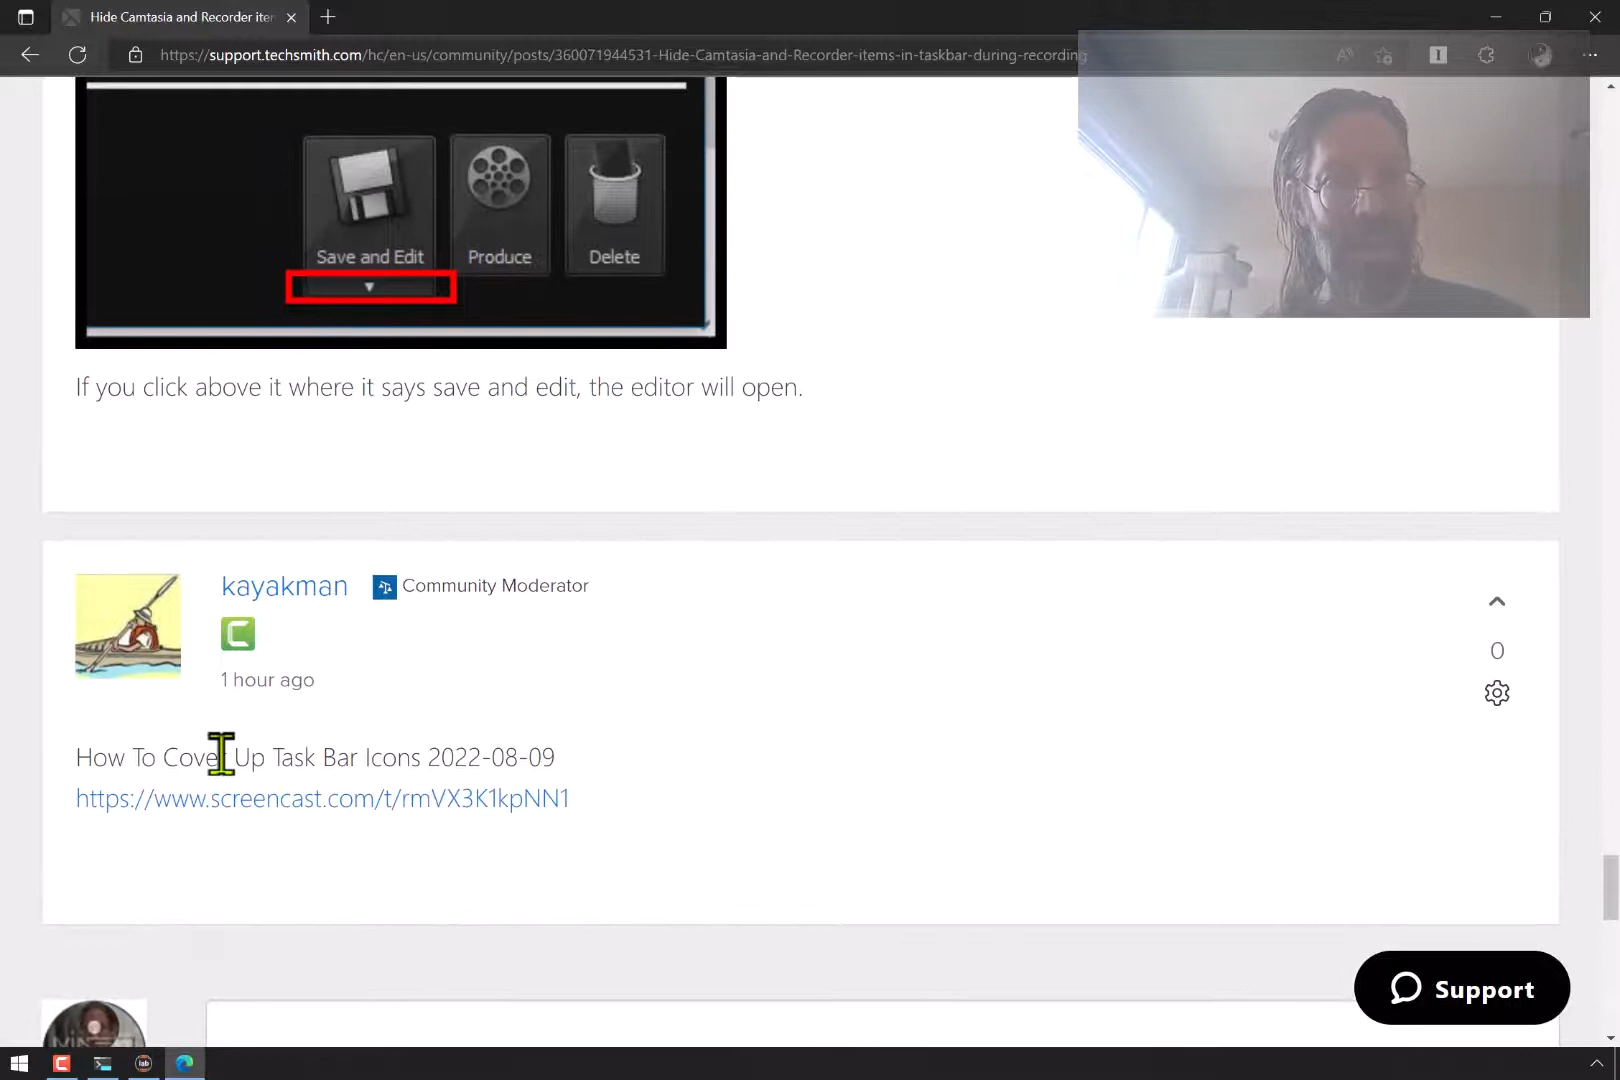 Hide Camtasia and Recorder iter
https://support.techsmith.com/hc/en-us/community/posts/360071944531-Hide-Camtasia-and-Recorder-items-in-taskbar-during-recording
Save and Edit
Produce
Delete
If you click above it where it says save and edit, the editor will open.
kayakman
Community Moderator
1 hour ago
0
How To Cover Up Task Bar Icons 2022-08-09
https://www.screencast.com/t/rmVX3K1kpNN1
Support
lab